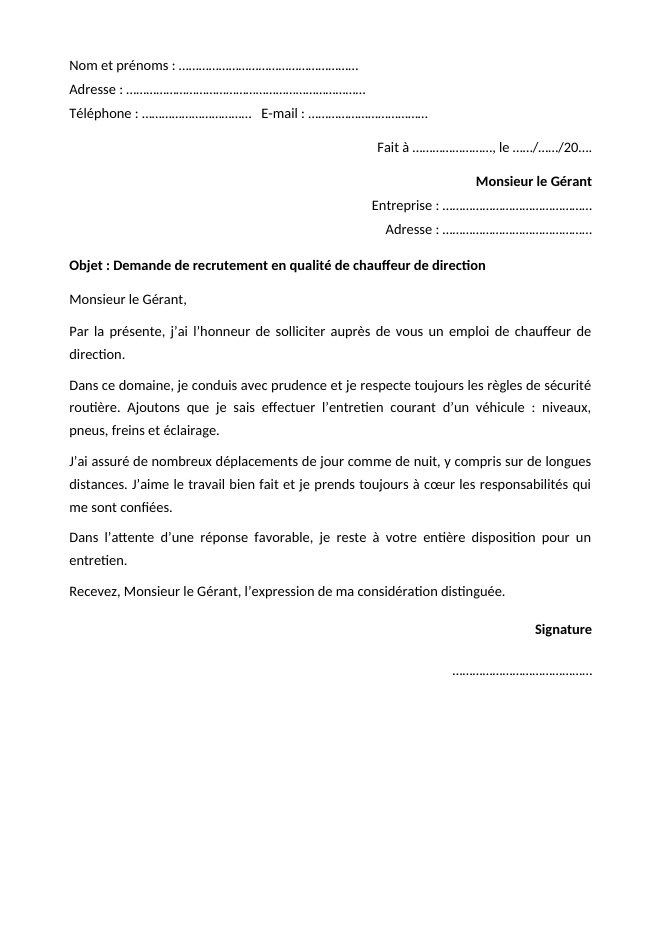 Nom et prénoms : ………………………………………………
Adresse : ………………………………………………………………
Téléphone : …………………………… E-mail : ………………………………
Fait à ……………………, le ……/……/20….
Monsieur le Gérant
Entreprise : ………………………………………
Adresse : ………………………………………
Objet : Demande de recrutement en qualité de chauffeur de direction
Monsieur le Gérant,
Par la présente, j’ai l’honneur de solliciter auprès de vous un emploi de chauffeur de
direction.
Dans ce domaine, je conduis avec prudence et je respecte toujours les règles de sécurité
routière. Ajoutons que je sais effectuer l’entretien courant d’un véhicule : niveaux,
pneus, freins et éclairage.
J’ai assuré de nombreux déplacements de jour comme de nuit, y compris sur de longues
distances. J’aime le travail bien fait et je prends toujours à cœur les responsabilités qui
me sont confiées.
Dans l’attente d’une réponse favorable, je reste à votre entière disposition pour un
entretien.
Recevez, Monsieur le Gérant, l’expression de ma considération distinguée.
Signature
……………………………………